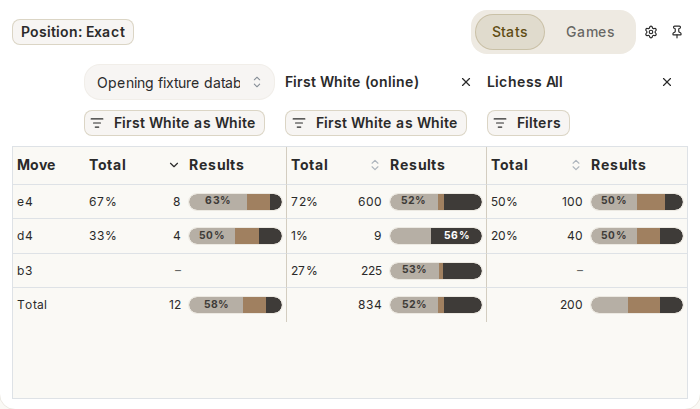 Position: Exact
Stats Games
Opening fixture datab First White (online) Lichess All
First White as White First White as White Filters
Move Total Results Total Results Total Results
e4 67% 8 63% 72% 600 52% 50% 100 50%
d4 33% 4 50% 1% 9 56% 20% 40 50%
b3 – 27% 225 53% –
Total 12 58% 834 52% 200